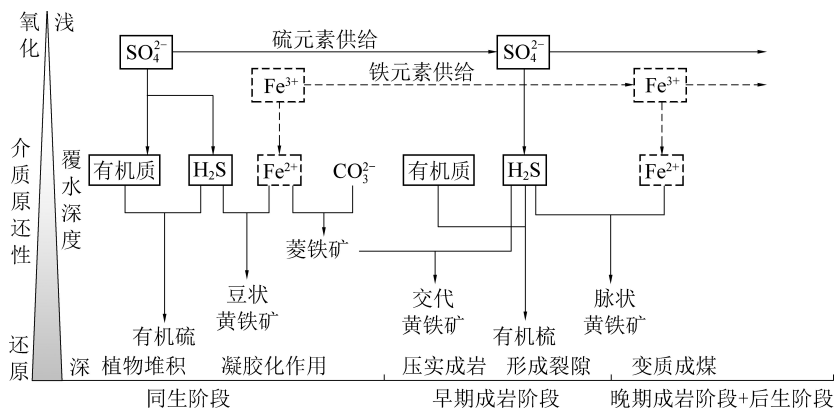 氧化
浅
SO₄²⁻
硫元素供给
SO₄²⁻
Fe³⁺
铁元素供给
Fe³⁺
介质原还性
覆水深度
有机质
H₂S
Fe²⁺
CO₃²⁻
有机质
H₂S
Fe²⁺
菱铁矿
豆状
黄铁矿
交代
黄铁矿
脉状
黄铁矿
有机硫
有机梳
还原
深
植物堆积
凝胶化作用
压实成岩
形成裂隙
变质成煤
同生阶段
早期成岩阶段
晚期成岩阶段+后生阶段